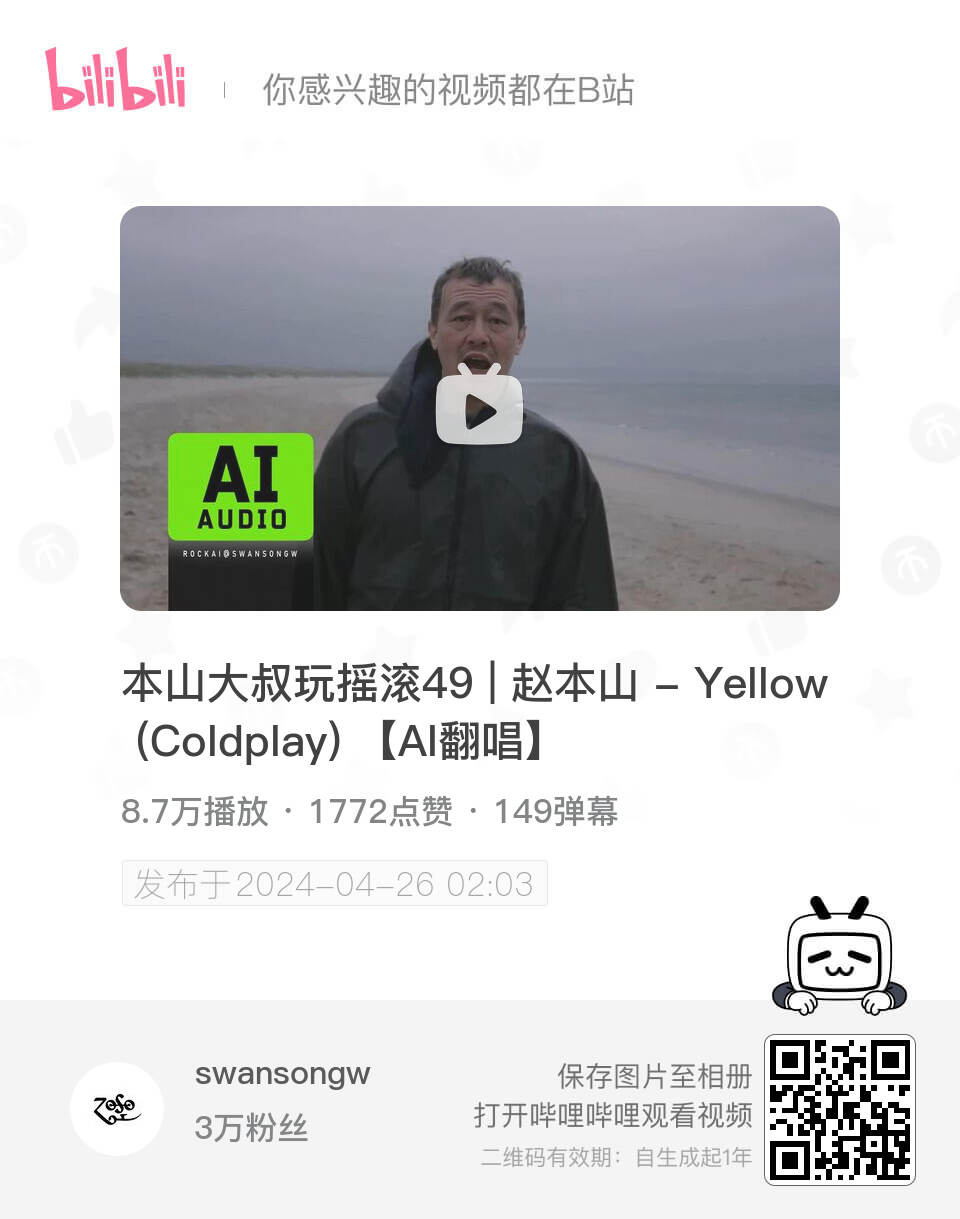 bilibili
你感兴趣的视频都在B站
AI
AUDIO
ROCKAI@SWANSONGW
本山大叔玩摇滚49 | 赵本山 - Yellow
(Coldplay) 【AI翻唱】
8.7万播放 · 1772点赞 · 149弹幕
发布于2024-04-26 02:03
swansongw
3万粉丝
ZoSo
保存图片至相册
打开哔哩哔哩观看视频
二维码有效期：自生成起1年